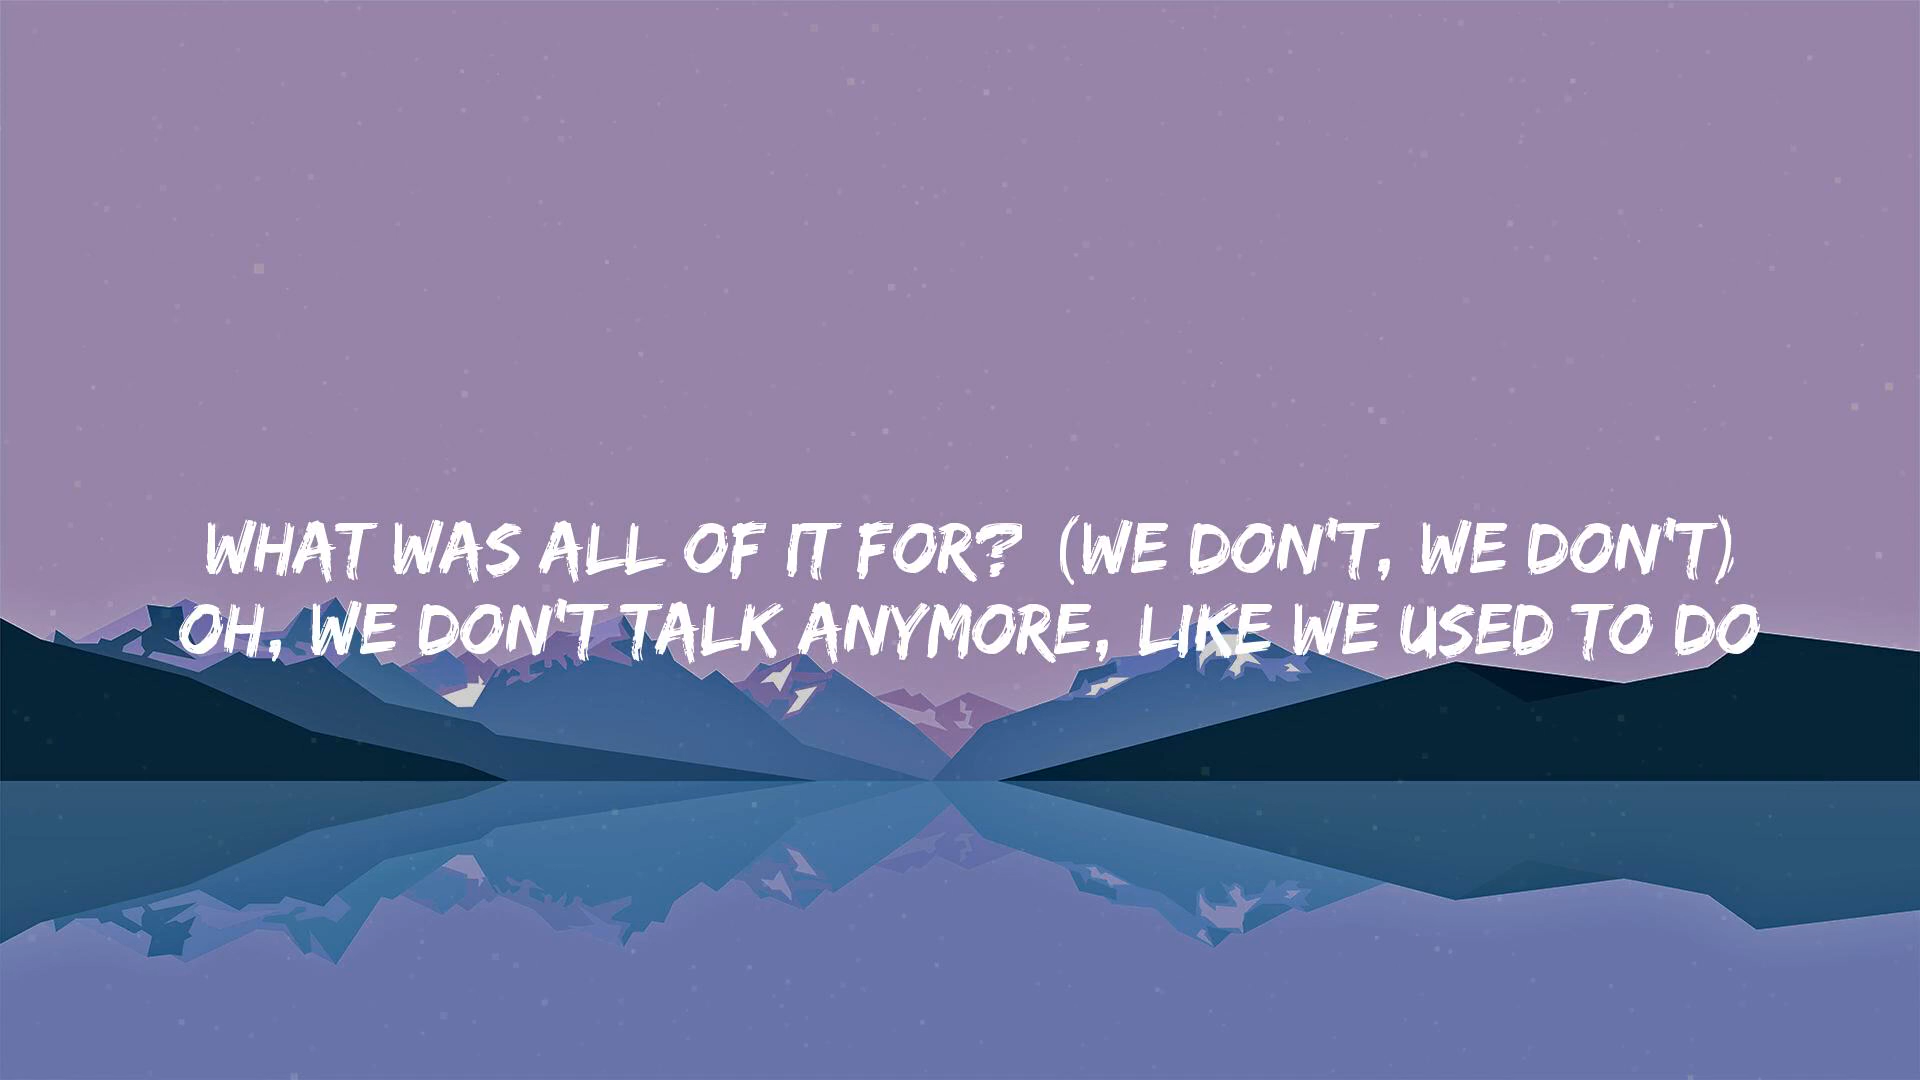 WHAT WAS ALL OF IT FOR? (WE DON'T, WE DON'T)
OH, WE DON'T TALK ANYMORE, LIKE WE USED TO DO